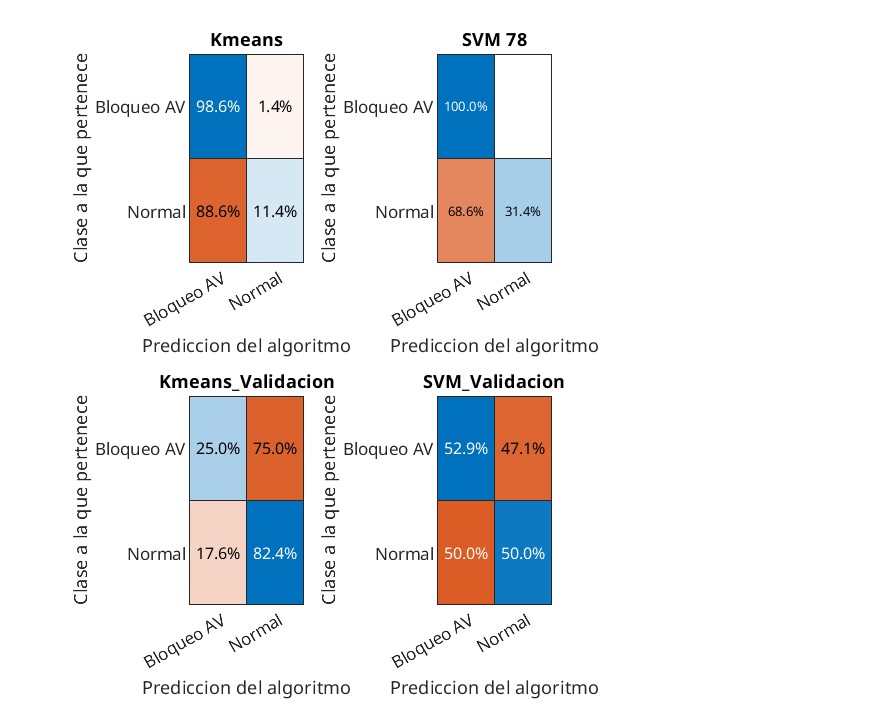 Kmeans
Clase a la que pertenece
Bloqueo AV 98.6% 1.4%
Normal 88.6% 11.4%
Bloqueo AV Normal
Prediccion del algoritmo
SVM 78
Clase a la que pertenece
Bloqueo AV 100.0%
Normal 68.6% 31.4%
Bloqueo AV Normal
Prediccion del algoritmo
Kmeans_Validacion
Clase a la que pertenece
Bloqueo AV 25.0% 75.0%
Normal 17.6% 82.4%
Bloqueo AV Normal
Prediccion del algoritmo
SVM_Validacion
Clase a la que pertenece
Bloqueo AV 52.9% 47.1%
Normal 50.0% 50.0%
Bloqueo AV Normal
Prediccion del algoritmo